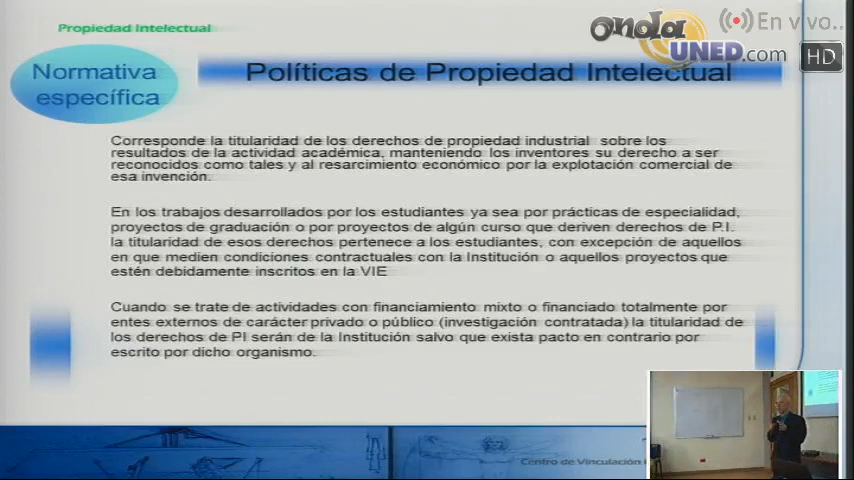 Propiedad Intelectual
onda
UNED.com
En vivo..
HD
Normativa
específica
Políticas de Propiedad Intelectual
Corresponde la titularidad de los derechos de propiedad industrial sobre los
resultados de la actividad académica, manteniendo los inventores su derecho a ser
reconocidos como tales y al resarcimiento económico por la explotación comercial de
esa invención.
En los trabajos desarrollados por los estudiantes ya sea por prácticas de especialidad,
proyectos de graduación o por proyectos de algún curso que deriven derechos de P.I.
la titularidad de esos derechos pertenece a los estudiantes, con excepción de aquellos
en que medien condiciones contractuales con la Institución o aquellos proyectos que
estén debidamente inscritos en la VIE
Cuando se trate de actividades con financiamiento mixto o financiado totalmente por
entes externos de carácter privado o público (investigación contratada) la titularidad de
los derechos de PI serán de la Institución salvo que exista pacto en contrario por
escrito por dicho organismo.
Centro de Vinculación